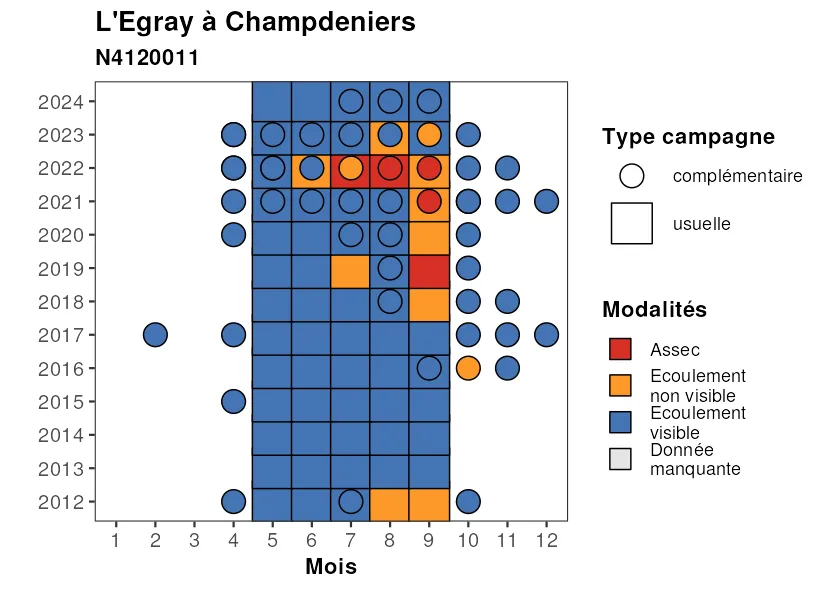 L'Egray à Champdeniers
N4120011
2024
2023
2022
2021
2020
2019
2018
2017
2016
2015
2014
2013
2012
1 2 3 4 5 6 7 8 9 10 11 12
Mois
Type campagne
complémentaire
usuelle
Modalités
Assec
Ecoulement
non visible
Ecoulement
visible
Donnée
manquante